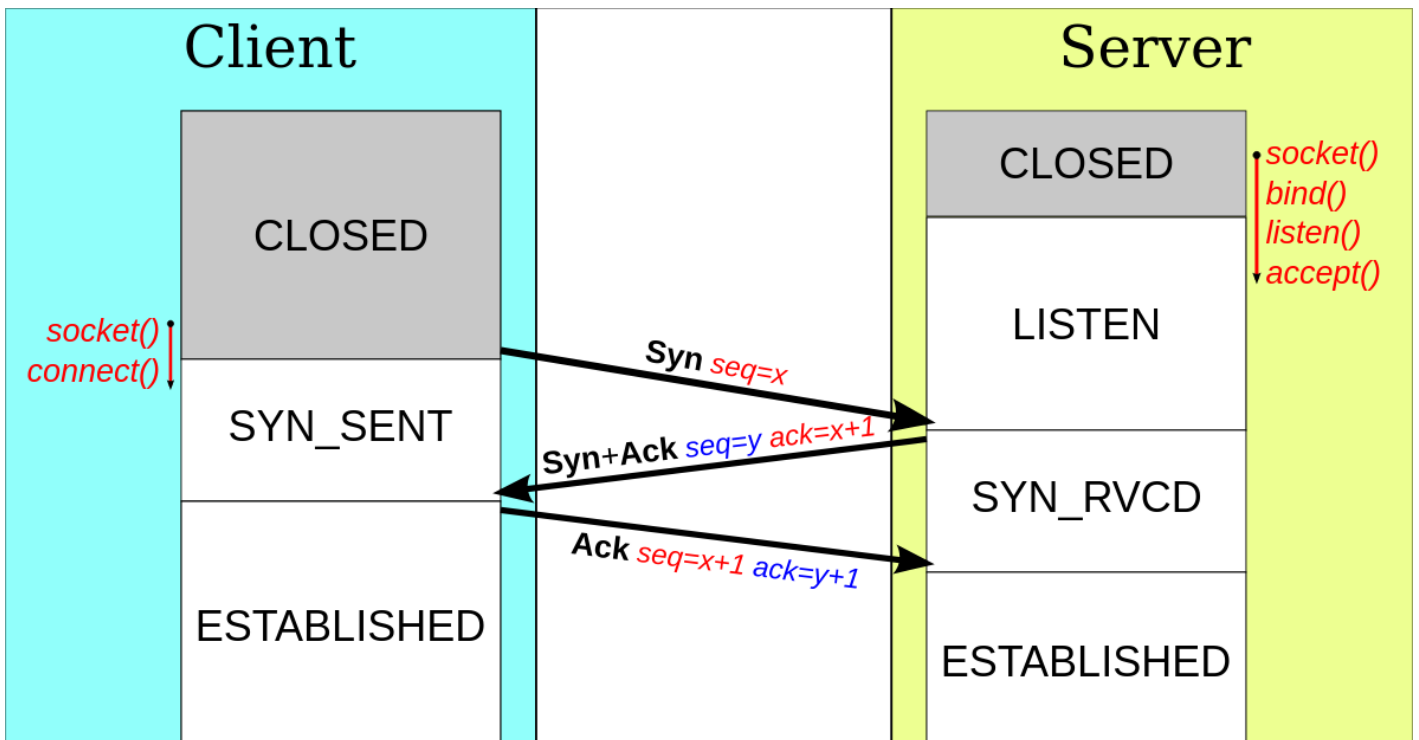 Client
CLOSED
socket()
connect()
SYN_SENT
ESTABLISHED
Syn seq=x
Syn+Ack seq=y ack=x+1
Ack seq=x+1 ack=y+1
Server
CLOSED
socket()
bind()
listen()
accept()
LISTEN
SYN_RVCD
ESTABLISHED